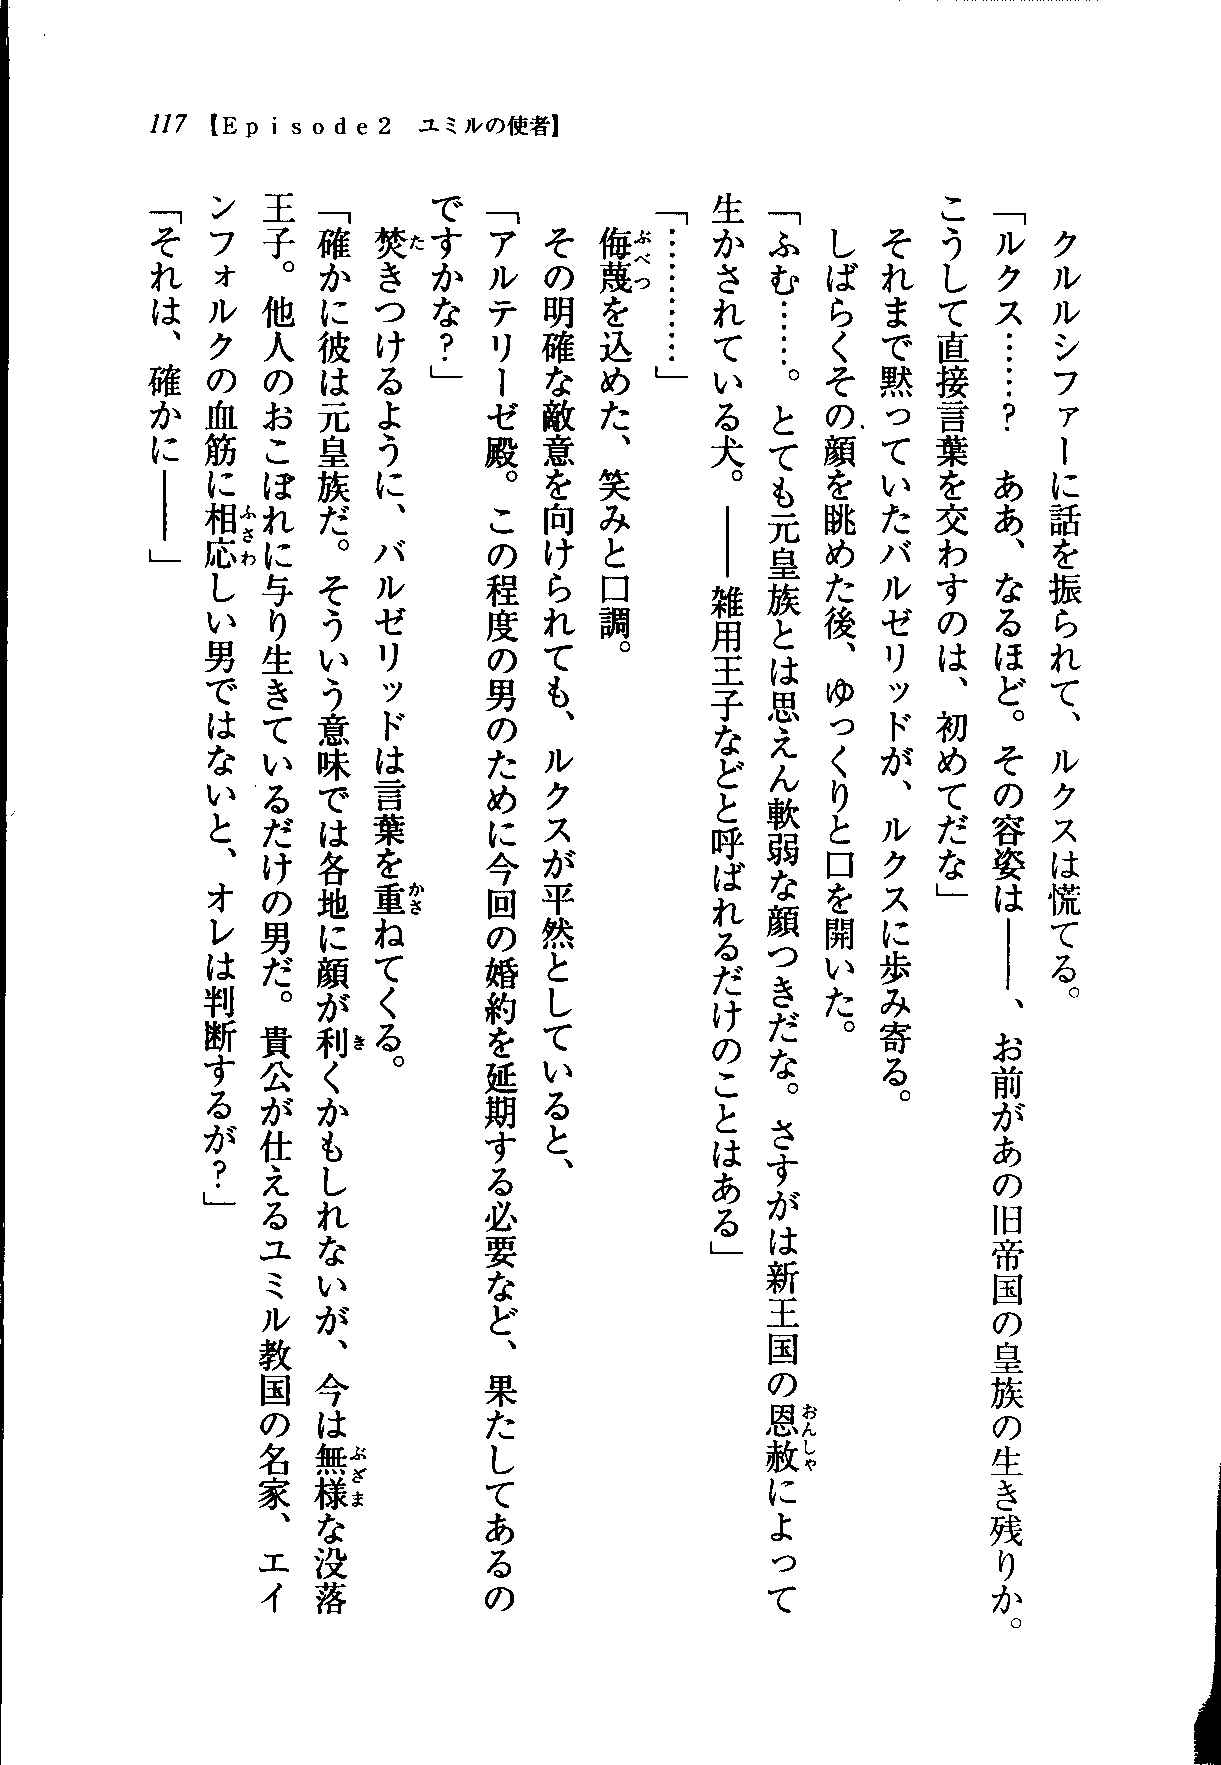 117 【Episode2　ユミルの使者】
　クルルシファーに話を振られて、ルクスは慌てる。
「ルクス……？　ああ、なるほど。その容姿は――、お前があの旧帝国の皇族の生き残りか。
こうして直接言葉を交わすのは、初めてだな」
　それまで黙っていたバルゼリッドが、ルクスに歩み寄る。
　しばらくその顔を眺めた後、ゆっくりと口を開いた。
「ふむ……。とても元皇族とは思えん軟弱な顔つきだな。さすがは新王国の恩赦によって
生かされている犬。――雑用王子などと呼ばれるだけのことはある」
「…………」
　侮蔑を込めた、笑みと口調。
　その明確な敵意を向けられても、ルクスが平然としていると、
「アルテリーゼ殿。この程度の男のために今回の婚約を延期する必要など、果たしてあるの
ですかな？」
　焚きつけるように、バルゼリッドは言葉を重ねてくる。
「確かに彼は元皇族だ。そういう意味では各地に顔が利くかもしれないが、今は無様な没落
王子。他人のおこぼれに与り生きているだけの男だ。貴公が仕えるユミル教国の名家、エイ
ンフォルクの血筋に相応しい男ではないと、オレは判断するが？」
「それは、確かに――」